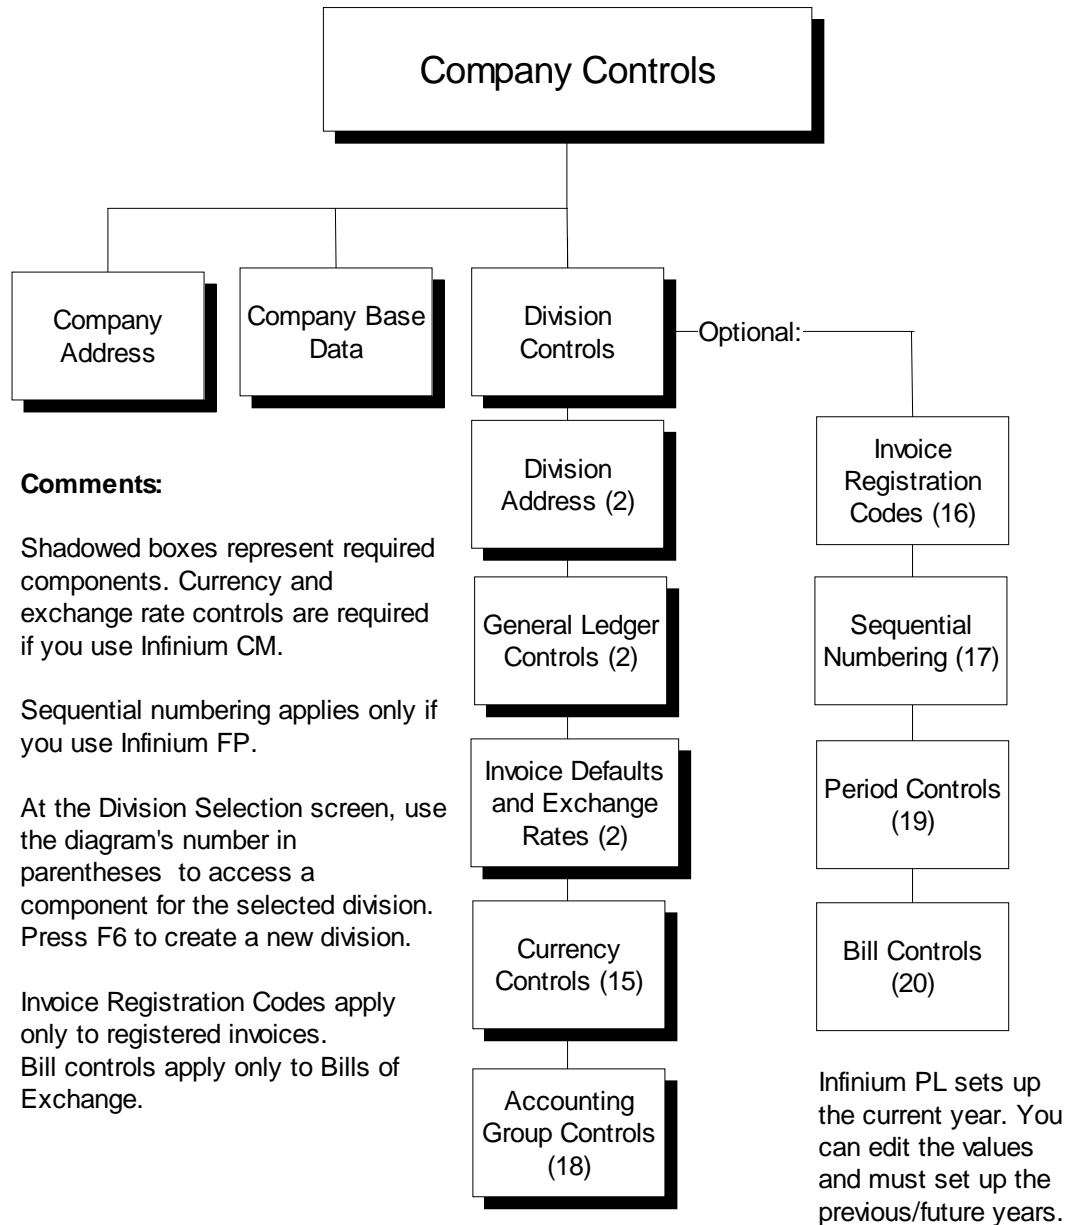 Company Controls
Company
Address
Company Base
Data
Division
Controls
Optional:
Division
Address (2)
General Ledger
Controls (2)
Invoice Defaults
and Exchange
Rates (2)
Currency
Controls (15)
Accounting
Group Controls
(18)
Invoice
Registration
Codes (16)
Sequential
Numbering (17)
Period Controls
(19)
Bill Controls
(20)
Comments:
Shadowed boxes represent required
components. Currency and
exchange rate controls are required
if you use Infinium CM.
Sequential numbering applies only if
you use Infinium FP.
At the Division Selection screen, use
the diagram's number in
parentheses  to access a
component for the selected division.
Press F6 to create a new division.
Invoice Registration Codes apply
only to registered invoices.
Bill controls apply only to Bills of
Exchange.
Infinium PL sets up
the current year. You
can edit the values
and must set up the
previous/future years.